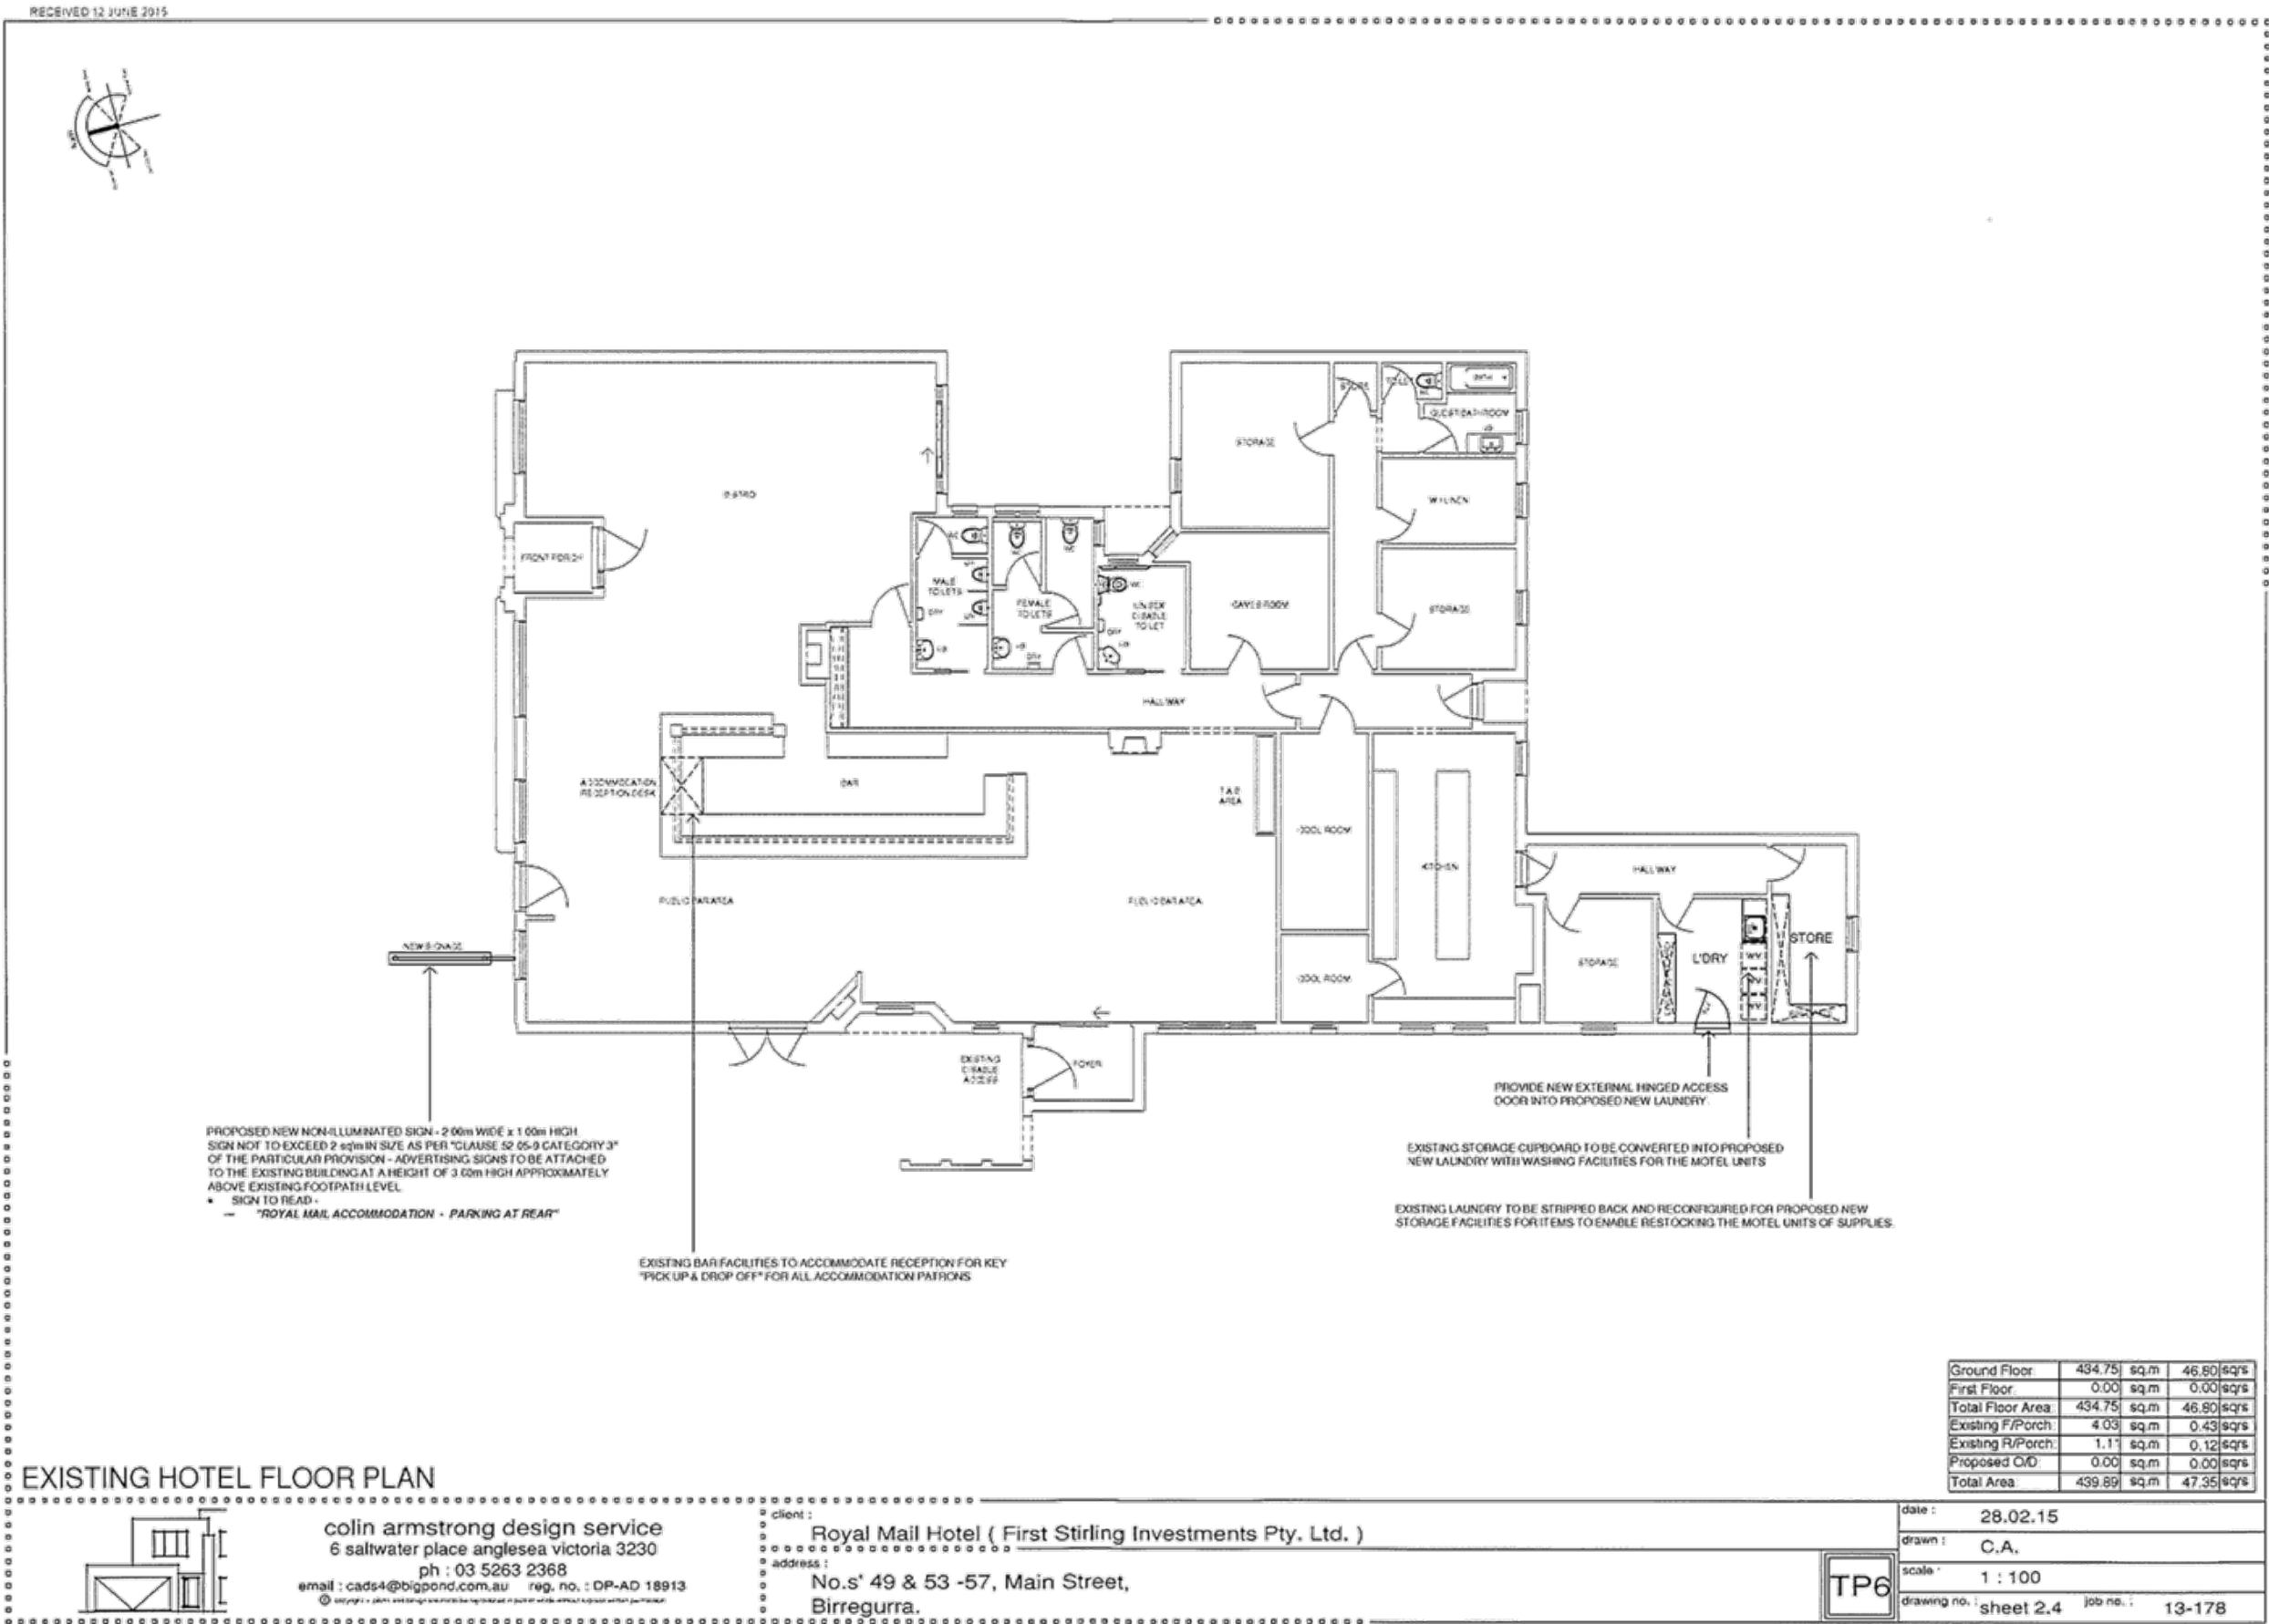 RECEIVED 12 JUNE 2015
STORAGE
STORE
TOILET
WC
BATH
GUEST BATHROOM
BISTRO
FRONT PORCH
WC
WC
WC
MALE
TOILETS
DRY
FEMALE
TOILETS
DRY
WC
UNISEX
DISABLE
TOILET
DRY
GAMES ROOM
STORAGE
HALLWAY
ACCOMMODATION
RECEPTION DESK
BAR
T.A.B
AREA
COOL ROOM
KITCHEN
PUBLIC BAR AREA
PUBLIC BAR AREA
HALLWAY
NEW SIGNAGE
COOL ROOM
STORAGE
L'DRY
STORE
EXISTING
DISABLE
ACCESS
FOYER
PROVIDE NEW EXTERNAL HINGED ACCESS
DOOR INTO PROPOSED NEW LAUNDRY.
PROPOSED NEW NON-ILLUMINATED SIGN - 2.00m WIDE x 1.00m HIGH.
SIGN NOT TO EXCEED 2 sq/m IN SIZE AS PER "CLAUSE 52.05-9 CATEGORY 3"
OF THE PARTICULAR PROVISION - ADVERTISING SIGNS TO BE ATTACHED
TO THE EXISTING BUILDING AT A HEIGHT OF 3.60m HIGH APPROXIMATELY
ABOVE EXISTING FOOTPATH LEVEL
• SIGN TO READ -
— "ROYAL MAIL ACCOMMODATION - PARKING AT REAR"
EXISTING STORAGE CUPBOARD TO BE CONVERTED INTO PROPOSED
NEW LAUNDRY WITH WASHING FACILITIES FOR THE MOTEL UNITS
EXISTING LAUNDRY TO BE STRIPPED BACK AND RECONFIGURED FOR PROPOSED NEW
STORAGE FACILITIES FOR ITEMS TO ENABLE RESTOCKING THE MOTEL UNITS OF SUPPLIES.
EXISTING BAR FACILITIES TO ACCOMMODATE RECEPTION FOR KEY
"PICK UP & DROP OFF" FOR ALL ACCOMMODATION PATRONS
Ground Floor: 434.75 sq.m 46.80 sqrs
First Floor: 0.00 sq.m 0.00 sqrs
Total Floor Area: 434.75 sq.m 46.80 sqrs
Existing F/Porch: 4.03 sq.m 0.43 sqrs
Existing R/Porch: 1.11 sq.m 0.12 sqrs
Proposed O/D: 0.00 sq.m 0.00 sqrs
Total Area: 439.89 sq.m 47.35 sqrs
EXISTING HOTEL FLOOR PLAN
colin armstrong design service
6 saltwater place anglesea victoria 3230
ph : 03 5263 2368
email : cads4@bigpond.com.au reg. no. : DP-AD 18913
client :
Royal Mail Hotel ( First Stirling Investments Pty. Ltd. )
address :
No.s' 49 & 53 -57, Main Street,
Birregurra.
TP6
date : 28.02.15
drawn : C.A.
scale : 1 : 100
drawing no. : sheet 2.4 job no. : 13-178